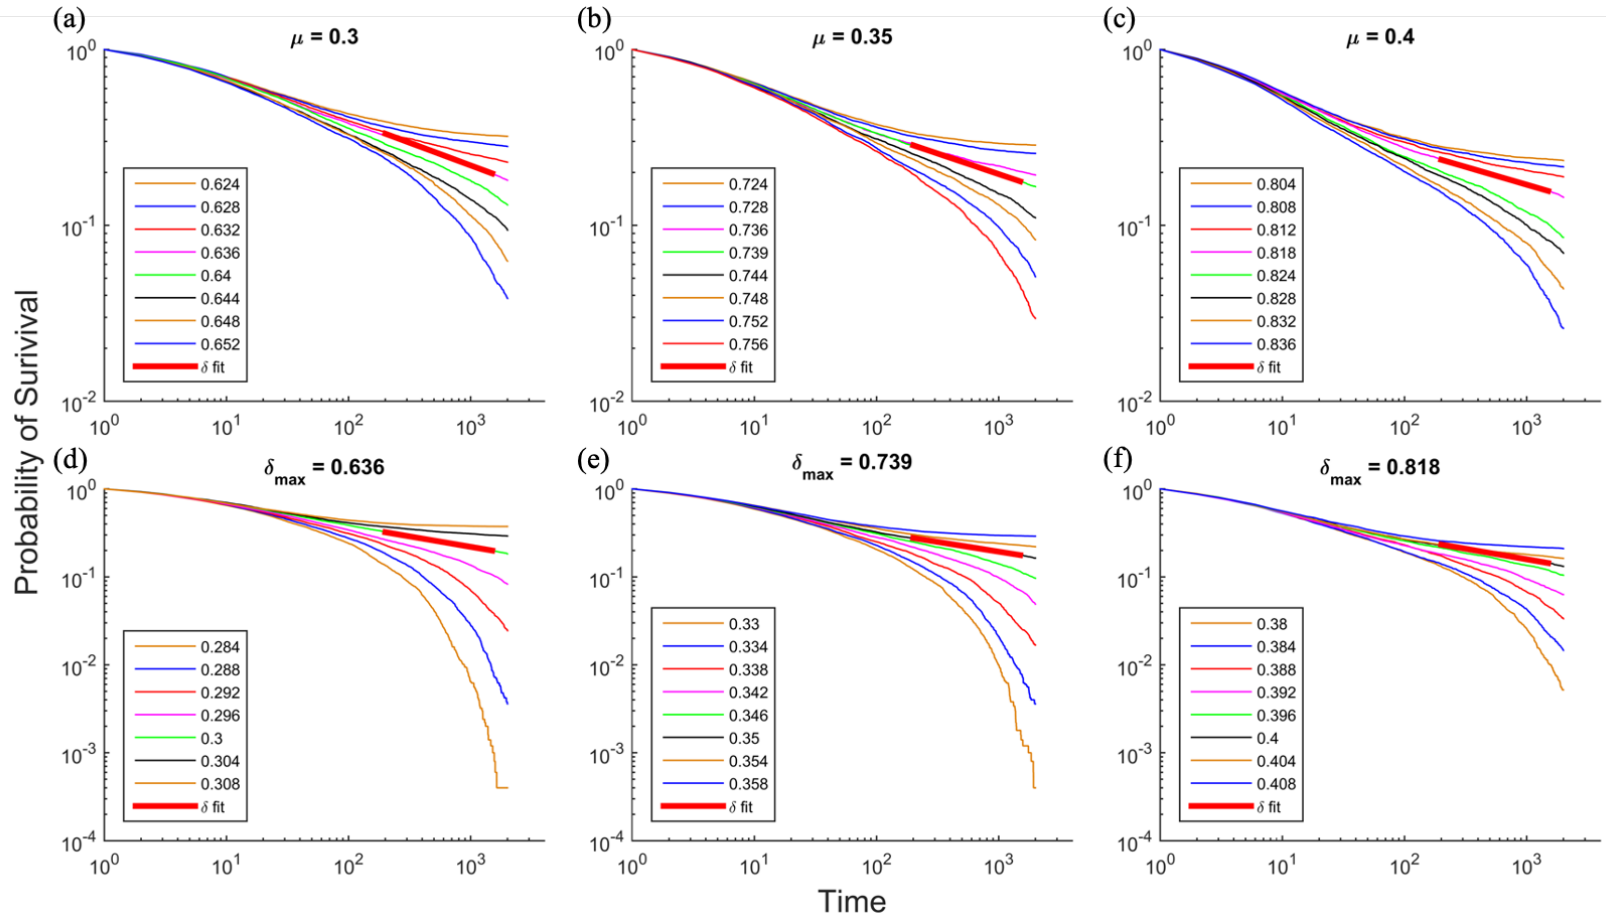 (a)
μ = 0.3
10^0
10^-1
10^-2
10^0 10^1 10^2 10^3
0.624
0.628
0.632
0.636
0.64
0.644
0.648
0.652
δ fit
(b)
μ = 0.35
10^0
10^-1
10^-2
10^0 10^1 10^2 10^3
0.724
0.728
0.736
0.739
0.744
0.748
0.752
0.756
δ fit
(c)
μ = 0.4
10^0
10^-1
10^-2
10^0 10^1 10^2 10^3
0.804
0.808
0.812
0.818
0.824
0.828
0.832
0.836
δ fit
Probability of Surivival
(d)
δ_max = 0.636
10^0
10^-1
10^-2
10^-3
10^-4
10^0 10^1 10^2 10^3
0.284
0.288
0.292
0.296
0.3
0.304
0.308
δ fit
(e)
δ_max = 0.739
10^0
10^-1
10^-2
10^-3
10^-4
10^0 10^1 10^2 10^3
0.33
0.334
0.338
0.342
0.346
0.35
0.354
0.358
δ fit
(f)
δ_max = 0.818
10^0
10^-1
10^-2
10^-3
10^-4
10^0 10^1 10^2 10^3
0.38
0.384
0.388
0.392
0.396
0.4
0.404
0.408
δ fit
Time